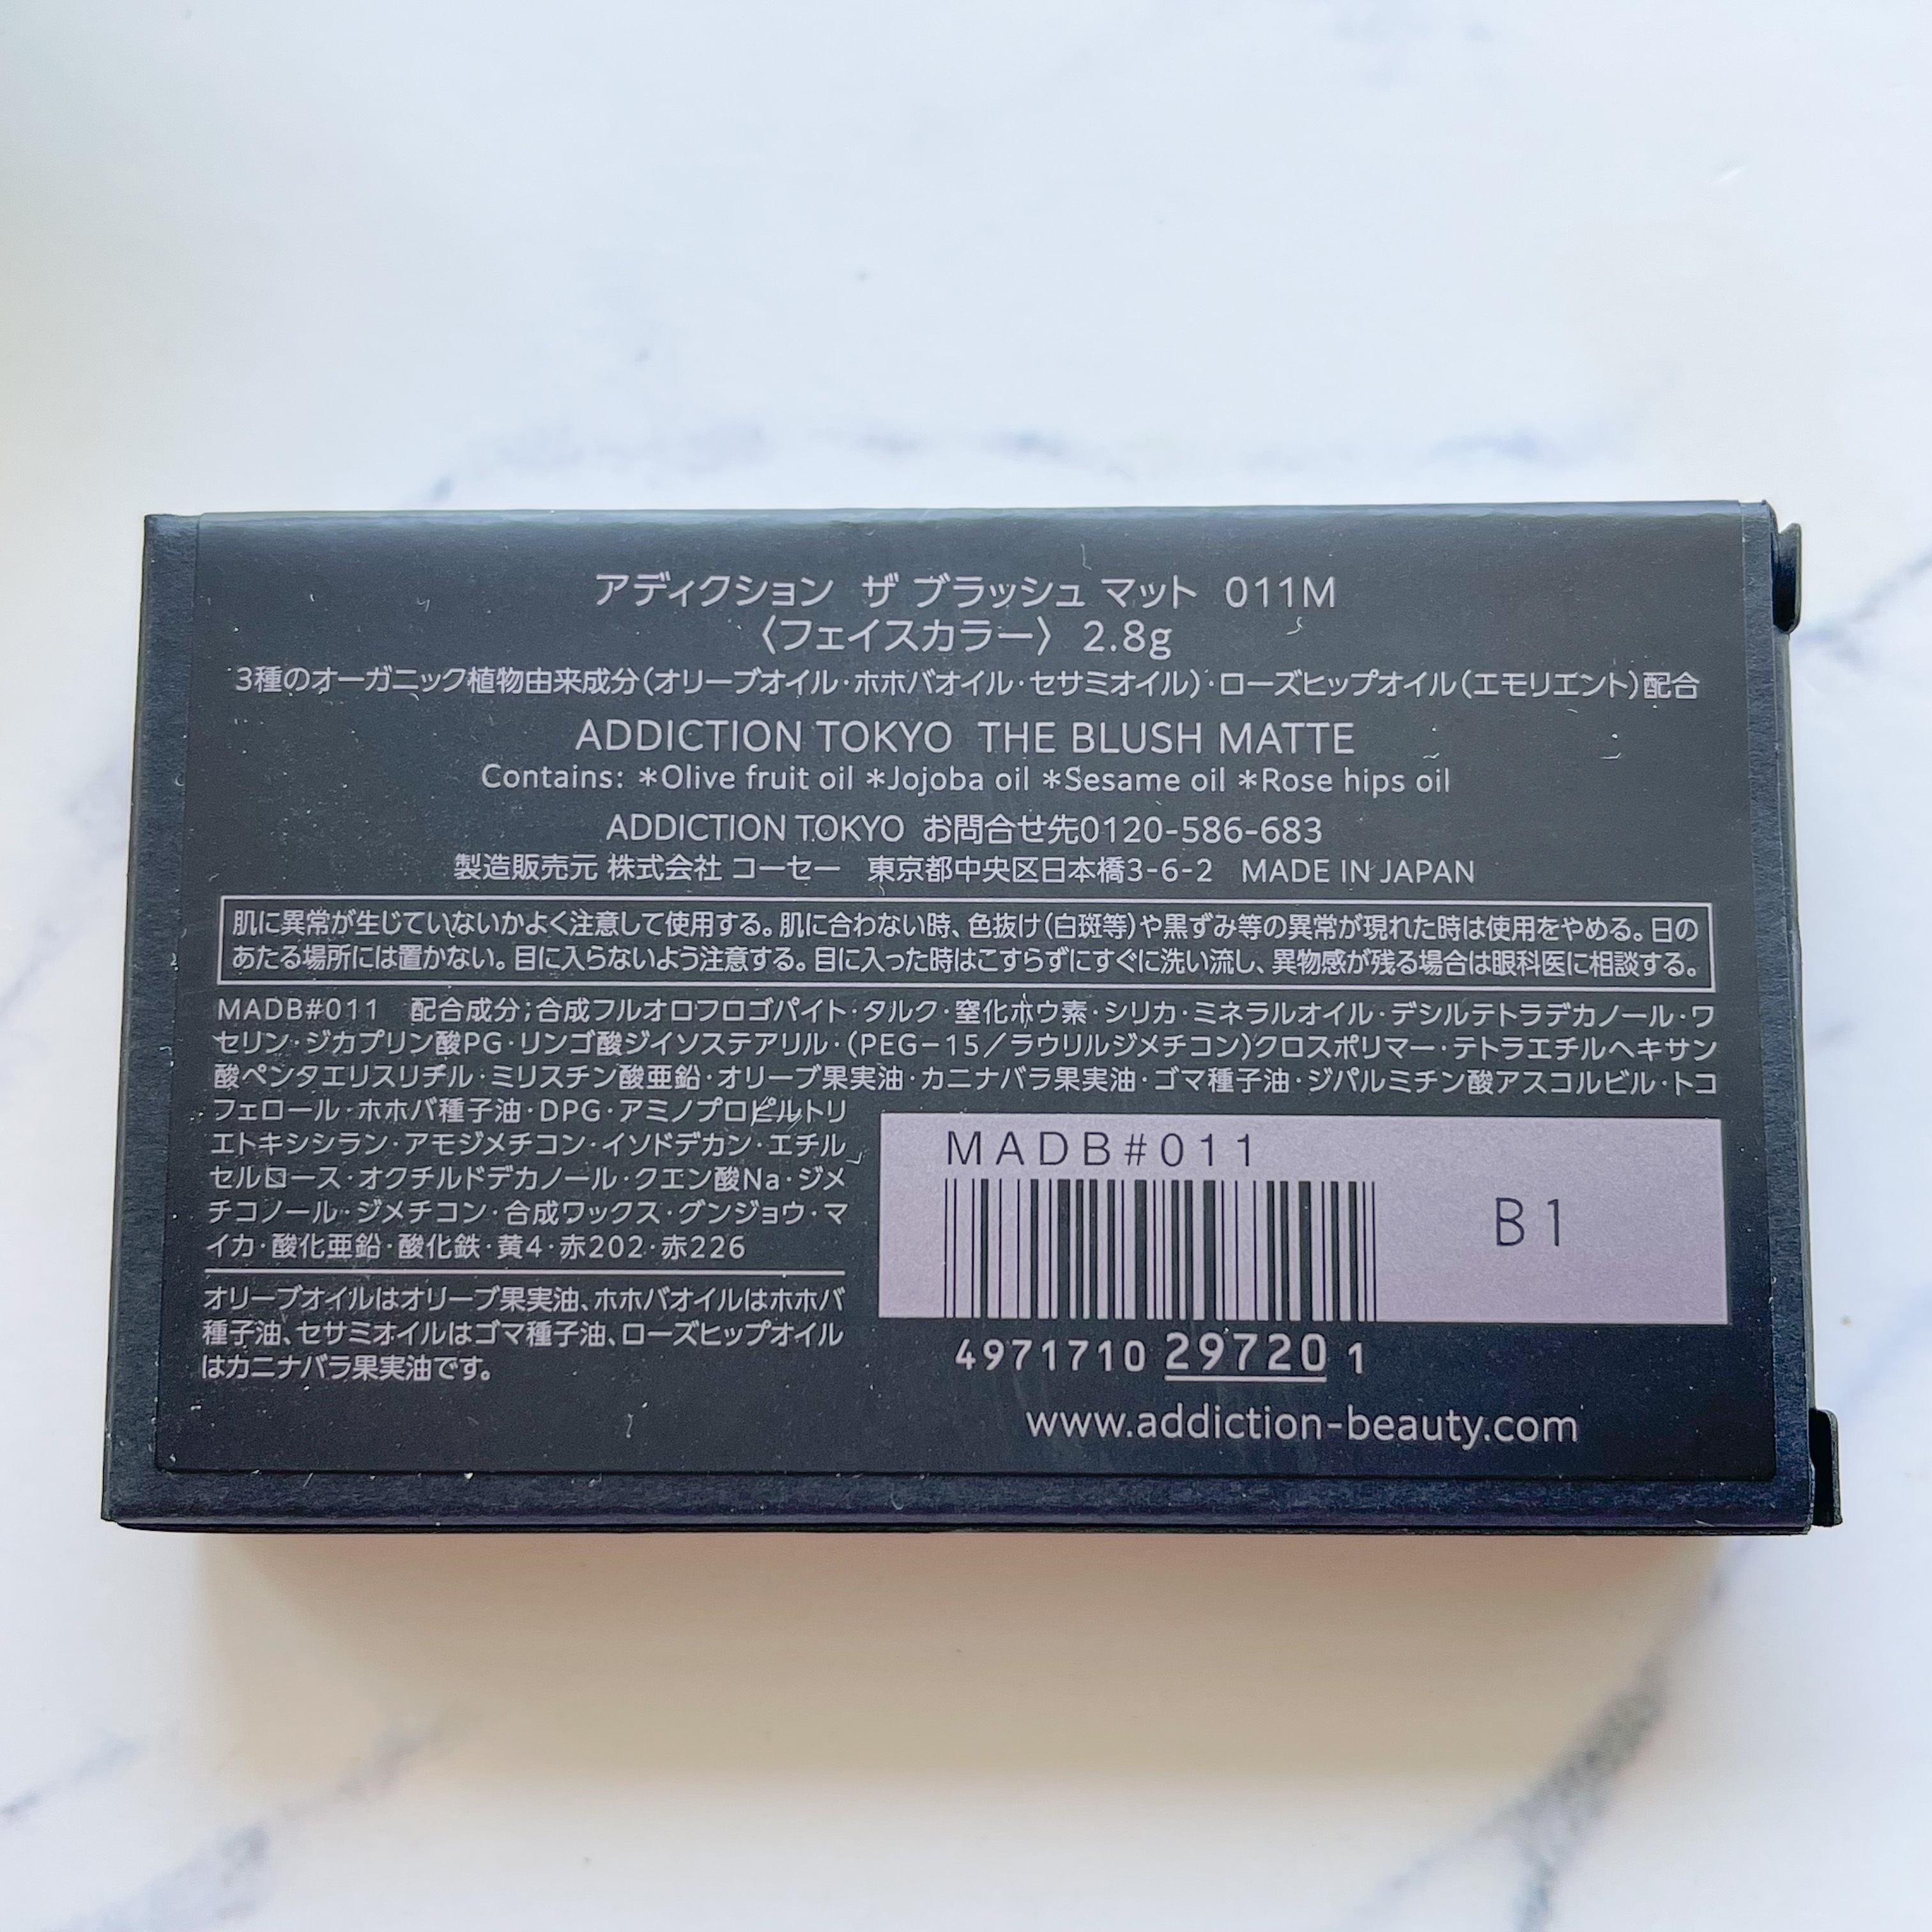 アディクション ザ ブラッシュ マット 011M
〈フェイスカラー〉 2.8g
3種のオーガニック植物由来成分(オリーブオイル・ホホバオイル・セサミオイル)・ローズヒップオイル(エモリエント)配合
ADDICTION TOKYO THE BLUSH MATTE
Contains: *Olive fruit oil *Jojoba oil *Sesame oil *Rose hips oil
ADDICTION TOKYO お問合せ先0120-586-683
製造販売元 株式会社 コーセー 東京都中央区日本橋3-6-2 MADE IN JAPAN
肌に異常が生じていないかよく注意して使用する。肌に合わない時、色抜け(白斑等)や黒ずみ等の異常が現れた時は使用をやめる。日の
あたる場所には置かない。目に入らないよう注意する。目に入った時はこすらずにすぐに洗い流し、異物感が残る場合は眼科医に相談する。
MADB#011 配合成分;合成フルオロフロゴパイト・タルク・窒化ホウ素・シリカ・ミネラルオイル・デシルテトラデカノール・ワ
セリン・ジカプリン酸PG・リンゴ酸ジイソステアリル・(PEG-15/ラウリルジメチコン)クロスポリマー・テトラエチルヘキサン
酸ペンタエリスリチル・ミリスチン酸亜鉛・オリーブ果実油・カニナバラ果実油・ゴマ種子油・ジパルミチン酸アスコルビル・トコ
フェロール・ホホバ種子油・DPG・アミノプロピルトリ
エトキシシラン・アモジメチコン・イソドデカン・エチル
セルロース・オクチルドデカノール・クエン酸Na・ジメ
チコノール・ジメチコン・合成ワックス・グンジョウ・マ
イカ・酸化亜鉛・酸化鉄・黄4・赤202・赤226
オリーブオイルはオリーブ果実油、ホホバオイルはホホバ
種子油、セサミオイルはゴマ種子油、ローズヒップオイル
はカニナバラ果実油です。
MADB#011
B1
4971710 29720 1
www.addiction-beauty.com